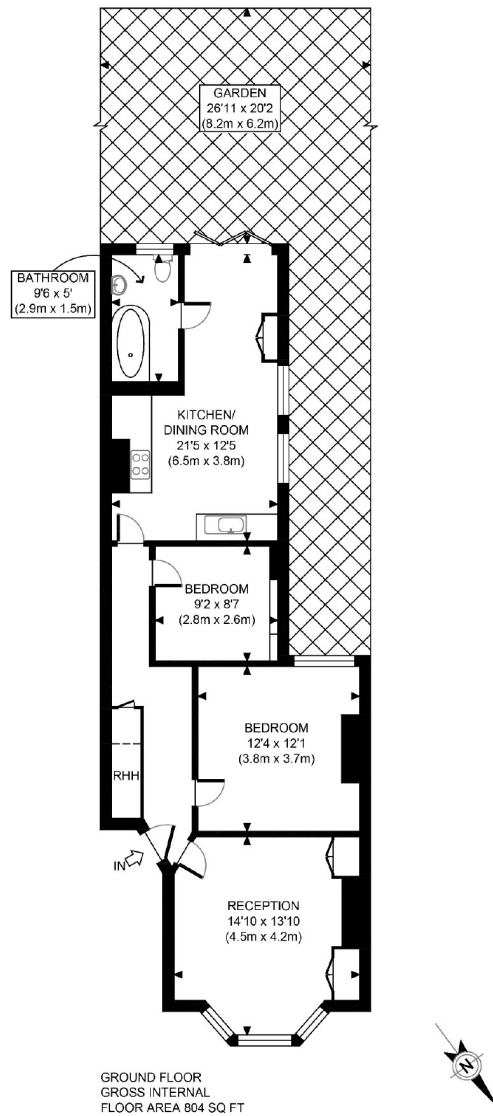 GARDEN
26'11 x 20'2
(8.2m x 6.2m)
BATHROOM
9'6 x 5'
(2.9m x 1.5m)
KITCHEN/
DINING ROOM
21'5 x 12'5
(6.5m x 3.8m)
BEDROOM
9'2 x 8'7
(2.8m x 2.6m)
BEDROOM
12'4 x 12'1
(3.8m x 3.7m)
RHH
IN
RECEPTION
14'10 x 13'10
(4.5m x 4.2m)
N
GROUND FLOOR
GROSS INTERNAL
FLOOR AREA 804 SQ FT